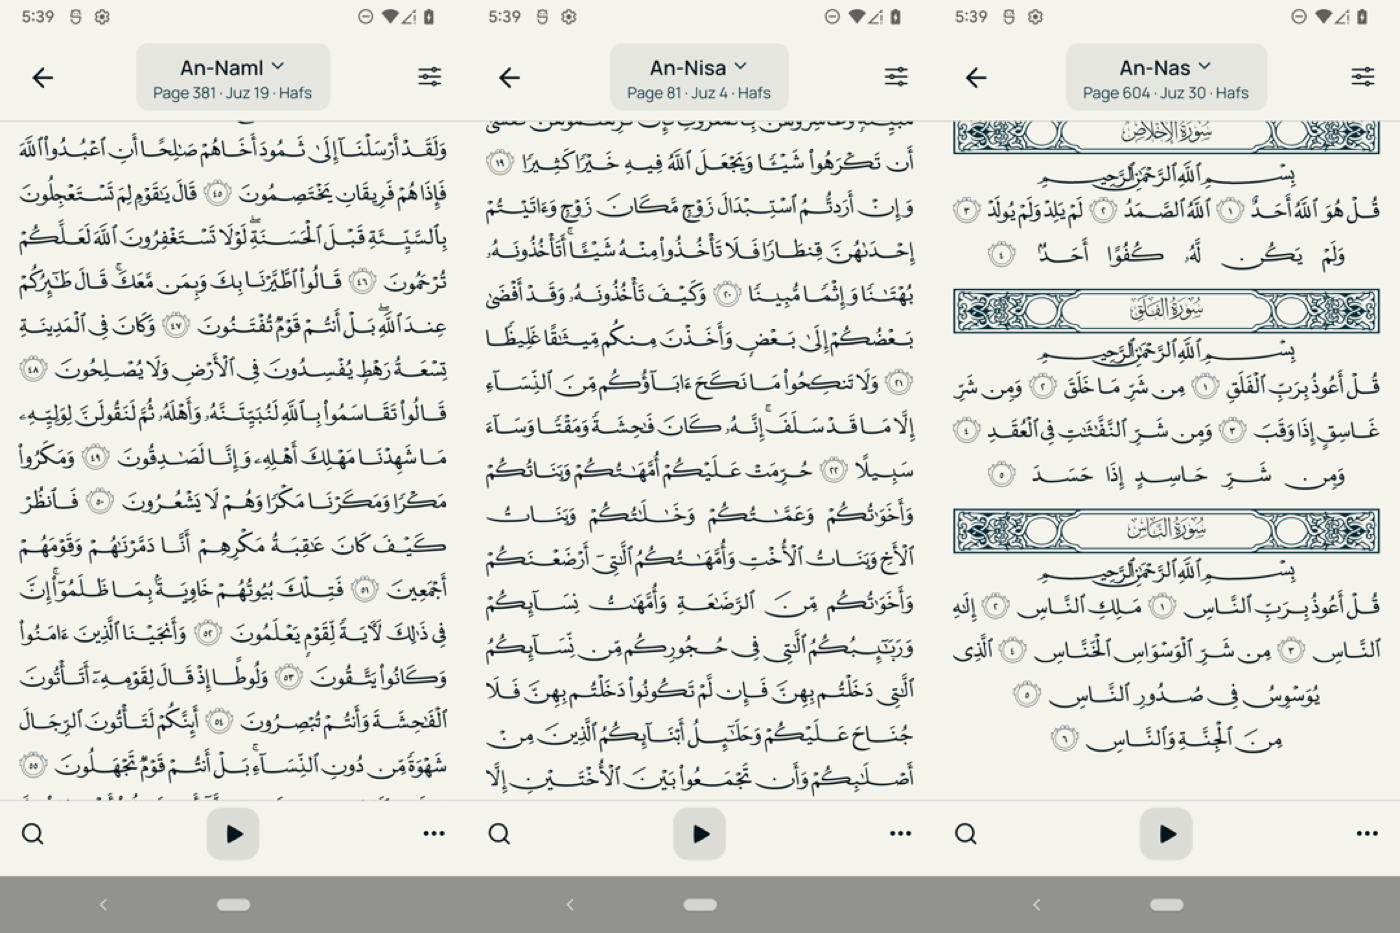 5:39
An-Naml
Page 381 · Juz 19 · Hafs
وَلَقَدْ أَرْسَلْنَآ إِلَىٰ ثَمُودَ أَخَاهُمْ صَـٰلِحًا أَنِ ٱعْبُدُوا۟ ٱللَّهَ
فَإِذَا هُمْ فَرِيقَانِ يَخْتَصِمُونَ ٤٥ قَالَ يَـٰقَوْمِ لِمَ تَسْتَعْجِلُونَ
بِٱلسَّيِّئَةِ قَبْلَ ٱلْحَسَنَةِ ۖ لَوْلَا تَسْتَغْفِرُونَ ٱللَّهَ لَعَلَّكُمْ
تُرْحَمُونَ ٤٦ قَالُوا۟ ٱطَّيَّرْنَا بِكَ وَبِمَن مَّعَكَ ۚ قَالَ طَـٰٓئِرُكُمْ
عِندَ ٱللَّهِ ۖ بَلْ أَنتُمْ قَوْمٌ تُفْتَنُونَ ٤٧ وَكَانَ فِى ٱلْمَدِينَةِ
تِسْعَةُ رَهْطٍ يُفْسِدُونَ فِى ٱلْأَرْضِ وَلَا يُصْلِحُونَ ٤٨
قَالُوا۟ تَقَاسَمُوا۟ بِٱللَّهِ لَنُبَيِّتَنَّهُۥ وَأَهْلَهُۥ ثُمَّ لَنَقُولَنَّ لِوَلِيِّهِۦ
مَا شَهِدْنَا مَهْلِكَ أَهْلِهِۦ وَإِنَّا لَصَـٰدِقُونَ ٤٩ وَمَكَرُوا۟
مَكْرًا وَمَكَرْنَا مَكْرًا وَهُمْ لَا يَشْعُرُونَ ٥٠ فَٱنظُرْ
كَيْفَ كَانَ عَـٰقِبَةُ مَكْرِهِمْ أَنَّا دَمَّرْنَـٰهُمْ وَقَوْمَهُمْ
أَجْمَعِينَ ٥١ فَتِلْكَ بُيُوتُهُمْ خَاوِيَةًۢ بِمَا ظَلَمُوٓا۟ ۗ إِنَّ
فِى ذَٰلِكَ لَـَٔايَةً لِّقَوْمٍ يَعْلَمُونَ ٥٢ وَأَنجَيْنَا ٱلَّذِينَ ءَامَنُوا۟
وَكَانُوا۟ يَتَّقُونَ ٥٣ وَلُوطًا إِذْ قَالَ لِقَوْمِهِۦٓ أَتَأْتُونَ
ٱلْفَـٰحِشَةَ وَأَنتُمْ تُبْصِرُونَ ٥٤ أَئِنَّكُمْ لَتَأْتُونَ ٱلرِّجَالَ
شَهْوَةً مِّن دُونِ ٱلنِّسَآءِ ۚ بَلْ أَنتُمْ قَوْمٌ تَجْهَلُونَ ٥٥
5:39
An-Nisa
Page 81 · Juz 4 · Hafs
أَن تَكْرَهُوا۟ شَيْـًٔا وَيَجْعَلَ ٱللَّهُ فِيهِ خَيْرًا كَثِيرًا ١٩
وَإِنْ أَرَدتُّمُ ٱسْتِبْدَالَ زَوْجٍ مَّكَانَ زَوْجٍ وَءَاتَيْتُمْ
إِحْدَىٰهُنَّ قِنطَارًا فَلَا تَأْخُذُوا۟ مِنْهُ شَيْـًٔا ۚ أَتَأْخُذُونَهُۥ
بُهْتَـٰنًا وَإِثْمًا مُّبِينًا ٢٠ وَكَيْفَ تَأْخُذُونَهُۥ وَقَدْ أَفْضَىٰ
بَعْضُكُمْ إِلَىٰ بَعْضٍ وَأَخَذْنَ مِنكُم مِّيثَـٰقًا غَلِيظًا
٢١ وَلَا تَنكِحُوا۟ مَا نَكَحَ ءَابَآؤُكُم مِّنَ ٱلنِّسَآءِ
إِلَّا مَا قَدْ سَلَفَ ۚ إِنَّهُۥ كَانَ فَـٰحِشَةً وَمَقْتًا وَسَآءَ
سَبِيلًا ٢٢ حُرِّمَتْ عَلَيْكُمْ أُمَّهَـٰتُكُمْ وَبَنَاتُكُمْ
وَأَخَوَٰتُكُمْ وَعَمَّـٰتُكُمْ وَخَـٰلَـٰتُكُمْ وَبَنَاتُ
ٱلْأَخِ وَبَنَاتُ ٱلْأُخْتِ وَأُمَّهَـٰتُكُمُ ٱلَّـٰتِىٓ أَرْضَعْنَكُمْ
وَأَخَوَٰتُكُم مِّنَ ٱلرَّضَـٰعَةِ وَأُمَّهَـٰتُ نِسَآئِكُمْ
وَرَبَـٰٓئِبُكُمُ ٱلَّـٰتِى فِى حُجُورِكُم مِّن نِّسَآئِكُمُ
ٱلَّـٰتِى دَخَلْتُم بِهِنَّ فَإِن لَّمْ تَكُونُوا۟ دَخَلْتُم بِهِنَّ فَلَا
جُنَاحَ عَلَيْكُمْ وَحَلَـٰٓئِلُ أَبْنَآئِكُمُ ٱلَّذِينَ مِنْ
أَصْلَـٰبِكُمْ وَأَن تَجْمَعُوا۟ بَيْنَ ٱلْأُخْتَيْنِ إِلَّا
5:39
An-Nas
Page 604 · Juz 30 · Hafs
سُورَةُ الإِخْلَاصِ
بِسْمِ ٱللَّهِ ٱلرَّحْمَـٰنِ ٱلرَّحِيمِ
قُلْ هُوَ ٱللَّهُ أَحَدٌ ١ ٱللَّهُ ٱلصَّمَدُ ٢ لَمْ يَلِدْ وَلَمْ يُولَدْ ٣
وَلَمْ يَكُن لَّهُۥ كُفُوًا أَحَدٌۢ ٤
سُورَةُ الفَلَقِ
بِسْمِ ٱللَّهِ ٱلرَّحْمَـٰنِ ٱلرَّحِيمِ
قُلْ أَعُوذُ بِرَبِّ ٱلْفَلَقِ ١ مِن شَرِّ مَا خَلَقَ ٢ وَمِن شَرِّ
غَاسِقٍ إِذَا وَقَبَ ٣ وَمِن شَرِّ ٱلنَّفَّـٰثَـٰتِ فِى ٱلْعُقَدِ ٤
وَمِن شَرِّ حَاسِدٍ إِذَا حَسَدَ ٥
سُورَةُ النَّاسِ
بِسْمِ ٱللَّهِ ٱلرَّحْمَـٰنِ ٱلرَّحِيمِ
قُلْ أَعُوذُ بِرَبِّ ٱلنَّاسِ ١ مَلِكِ ٱلنَّاسِ ٢ إِلَـٰهِ
ٱلنَّاسِ ٣ مِن شَرِّ ٱلْوَسْوَاسِ ٱلْخَنَّاسِ ٤ ٱلَّذِى
يُوَسْوِسُ فِى صُدُورِ ٱلنَّاسِ ٥
مِنَ ٱلْجِنَّةِ وَٱلنَّاسِ ٦